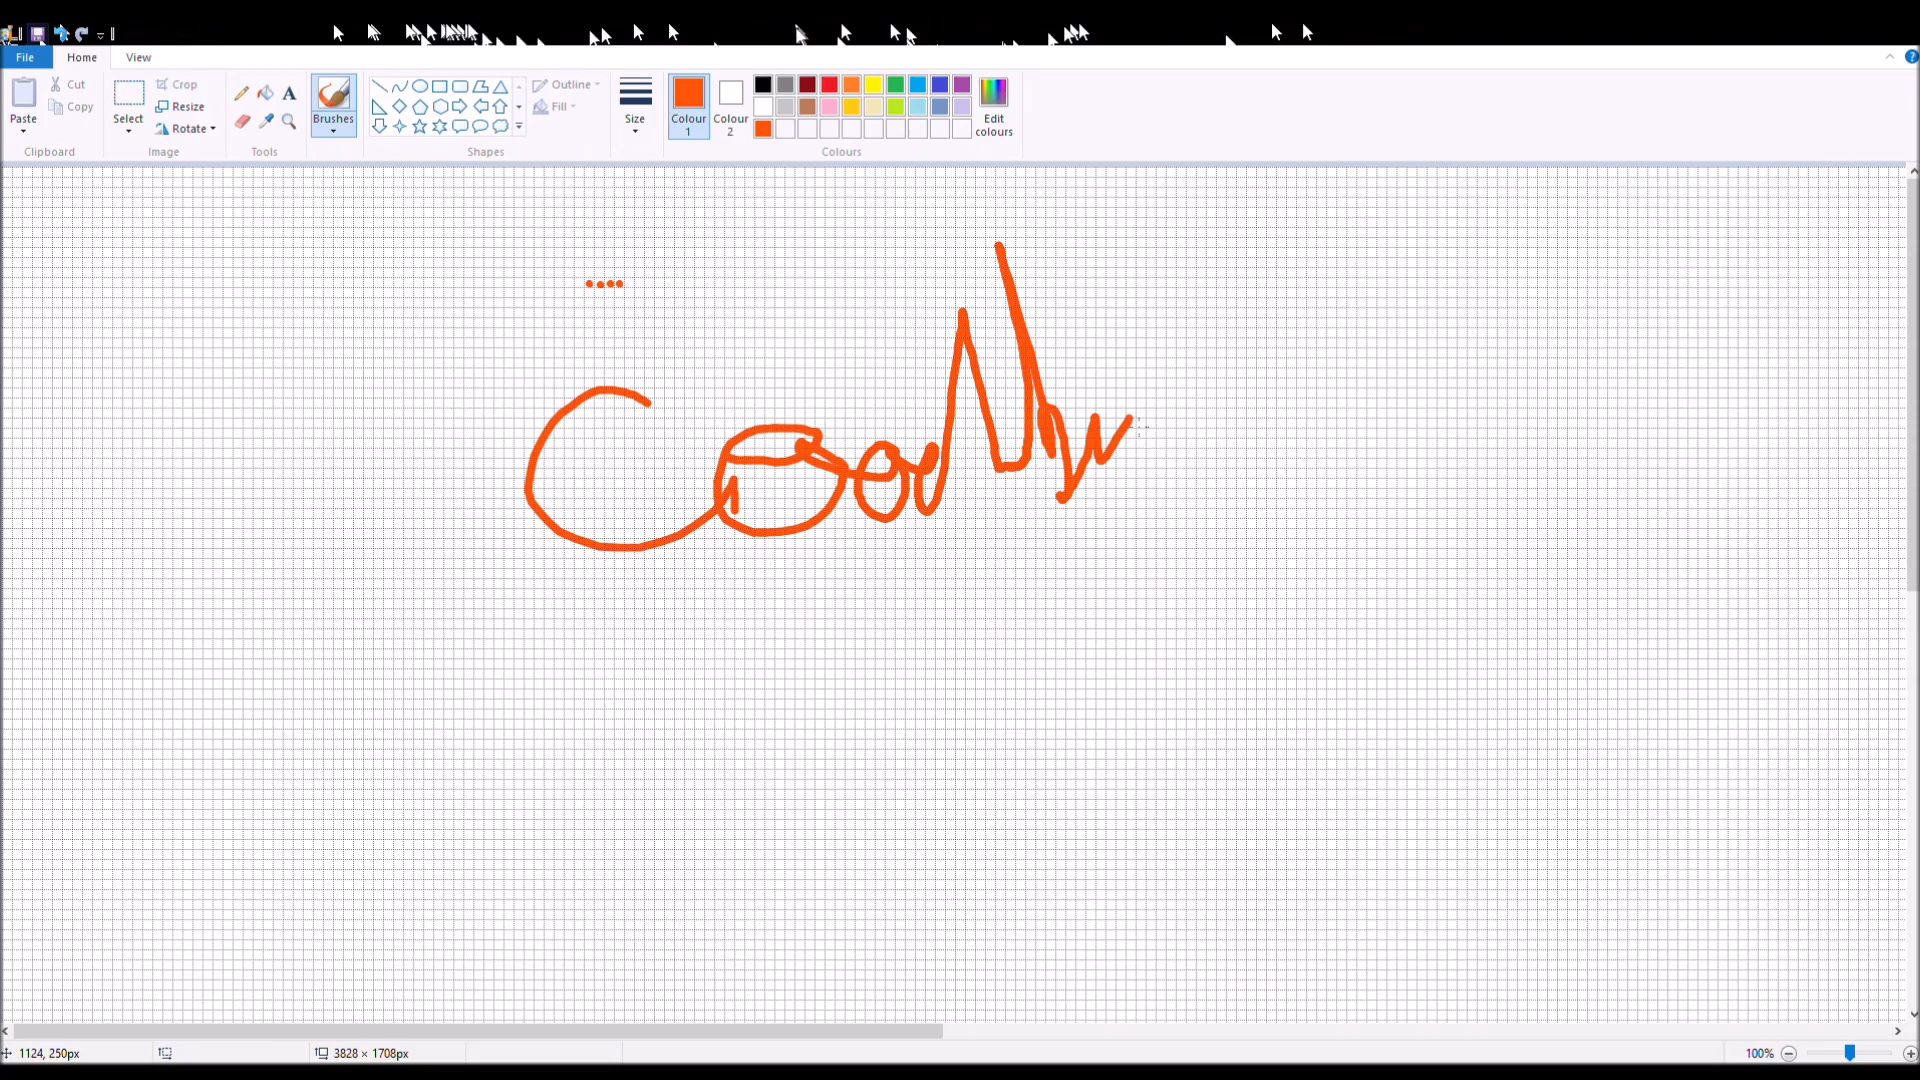 File Home View
Paste
Cut
Copy
Clipboard
Select
Crop
Resize
Rotate
Image
Tools
Brushes
Shapes
Outline
Fill
Size
Colour 1
Colour 2
Edit colours
Colours
1124, 250px 3828 × 1708px 100%